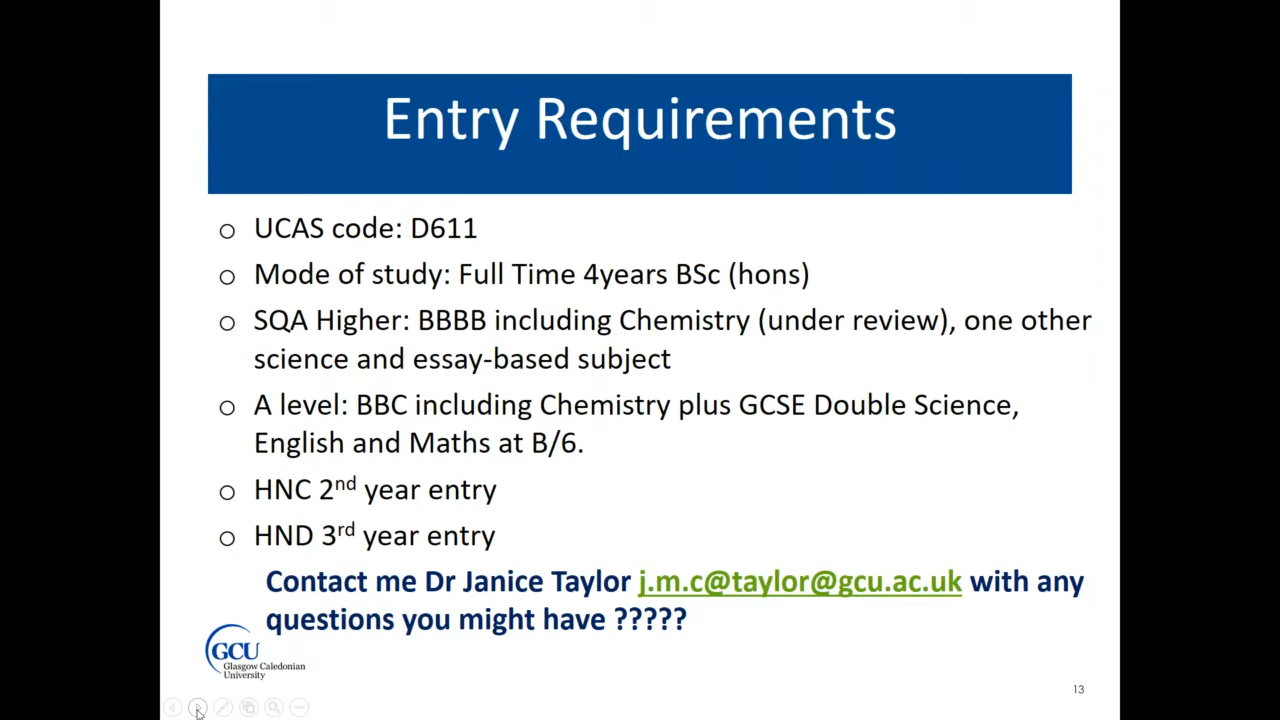 Entry Requirements
UCAS code: D611
Mode of study: Full Time 4years BSc (hons)
SQA Higher: BBBB including Chemistry (under review), one other
science and essay-based subject
A level: BBC including Chemistry plus GCSE Double Science,
English and Maths at B/6.
HNC 2nd year entry
HND 3rd year entry
Contact me Dr Janice Taylor j.m.c@taylor@gcu.ac.uk with any
questions you might have ?????
GCU
Glasgow Caledonian
University
13